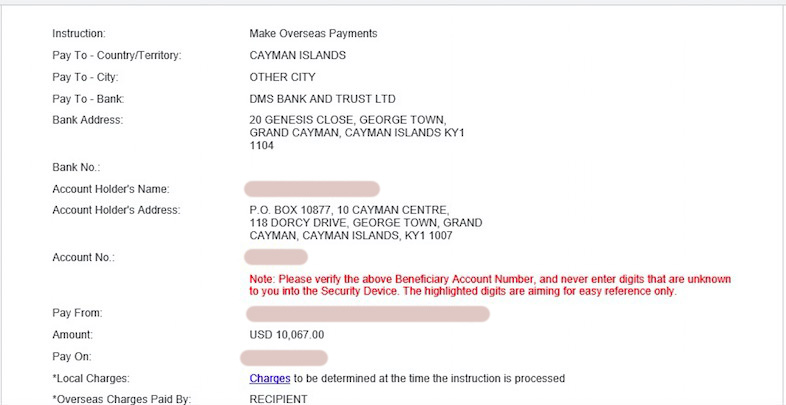 Instruction: Make Overseas Payments
Pay To - Country/Territory: CAYMAN ISLANDS
Pay To - City: OTHER CITY
Pay To - Bank: DMS BANK AND TRUST LTD
Bank Address: 20 GENESIS CLOSE, GEORGE TOWN,
GRAND CAYMAN, CAYMAN ISLANDS KY1
1104
Bank No.:
Account Holder's Name:
Account Holder's Address: P.O. BOX 10877, 10 CAYMAN CENTRE,
118 DORCY DRIVE, GEORGE TOWN, GRAND
CAYMAN, CAYMAN ISLANDS, KY1 1007
Account No.:
Note: Please verify the above Beneficiary Account Number, and never enter digits that are unknown
to you into the Security Device. The highlighted digits are aiming for easy reference only.
Pay From:
Amount: USD 10,067.00
Pay On:
*Local Charges: Charges to be determined at the time the instruction is processed
*Overseas Charges Paid By: RECIPIENT